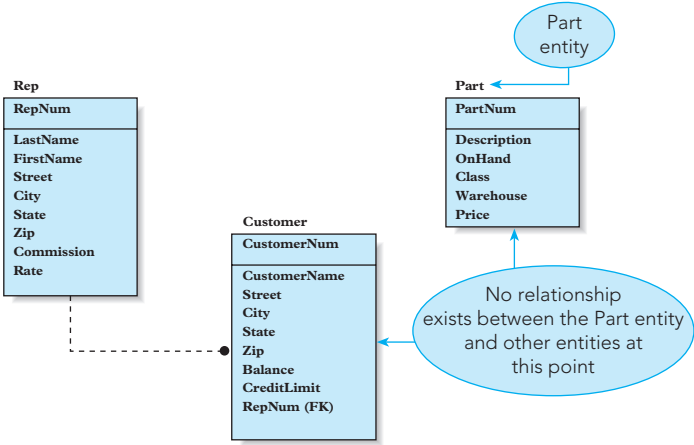 Part
entity
Rep
RepNum
LastName
FirstName
Street
City
State
Zip
Commission
Rate
Part
PartNum
Description
OnHand
Class
Warehouse
Price
Customer
CustomerNum
CustomerName
Street
City
State
Zip
Balance
CreditLimit
RepNum (FK)
No relationship
exists between the Part entity
and other entities at
this point